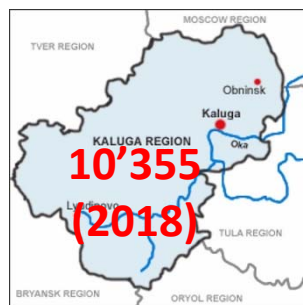 MOSCOW REGION
TVER REGION
Obninsk
Kaluga
KALUGA REGION
Oka
10’355
Lyudinovo
(2018)
TULA REGION
BRYANSK REGION
ORYOL REGION